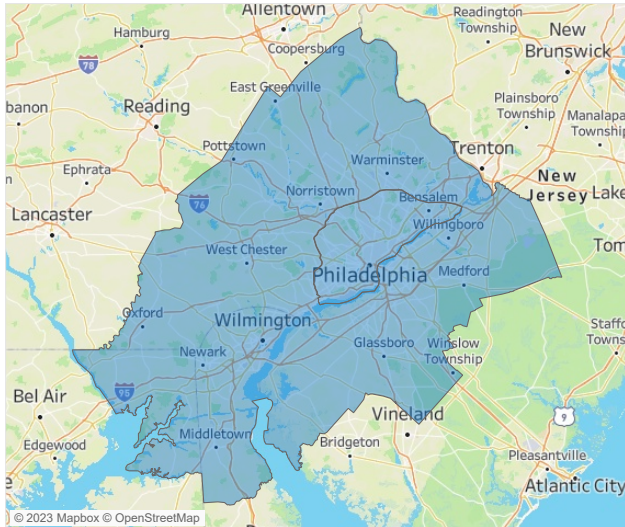 Allentown
Readington
Township
Hamburg
New
Brunswick
Coopersburg
78
East Greenville
Plainsboro
Township
Manalapa
Township
banon
Reading
Pottstown
Trenton
Warminster
Ephrata
n
New
Jersey
Lake
Norristown
Bensalem
76
Lancaster
Willingboro
Tom
West Chester
Philadelphia
Medford
Oxford
Wilmington
Staffo
Towns
Newark
Glassboro
Winslow
Township
95
Bel Air
Vineland
9
Edgewood
Middletown
Bridgeton
Pleasantville
e
Atlantic City
© 2023 Mapbox © OpenStreetMap